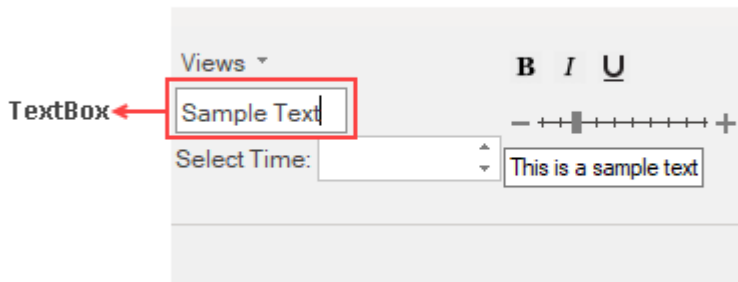 Views
B I U
TextBox
Sample Text
Select Time:
This is a sample text